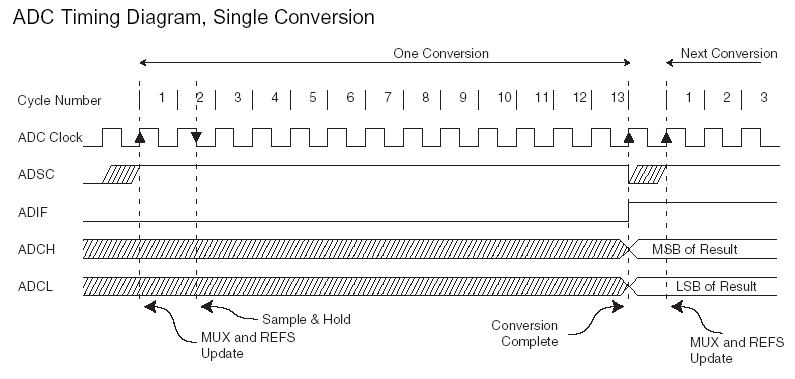 ADC Timing Diagram, Single Conversion
One Conversion
Next Conversion
Cycle Number
1 2 3 4 5 6 7 8 9 10 11 12 13 1 2 3
ADC Clock
ADSC
ADIF
ADCH
MSB of Result
ADCL
LSB of Result
Sample & Hold
MUX and REFS
Update
Conversion
Complete
MUX and REFS
Update